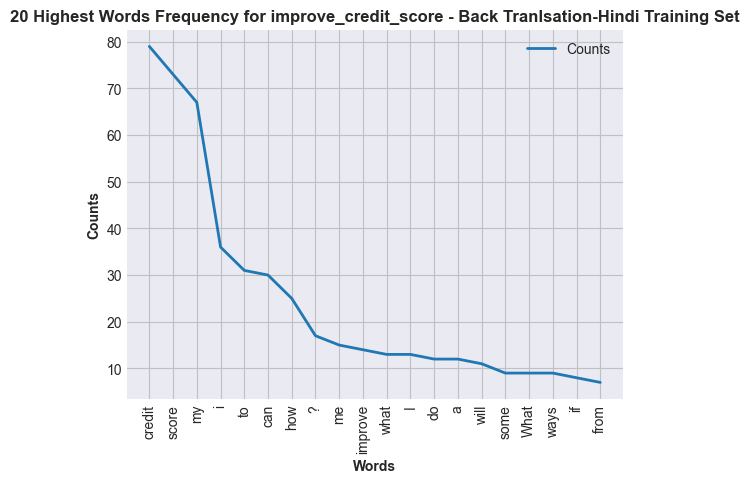 20 Highest Words Frequency for improve_credit_score - Back Tranlsation-Hindi Training Set
Counts
80
70
60
50
40
30
20
10
Counts
credit score my i to can how ? me improve what I do a will some What ways if from
Words